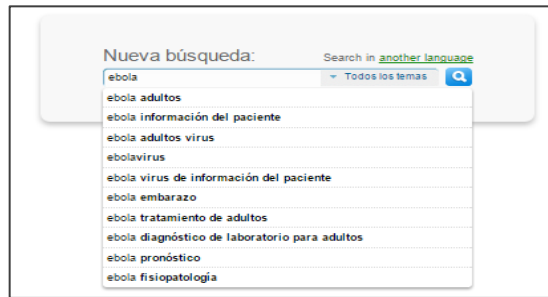 Nueva búsqueda:
Search in another language
ebola
Todos los temas
ebola adultos
ebola información del paciente
ebola adultos virus
ebolavirus
ebola virus de información del paciente
ebola embarazo
ebola tratamiento de adultos
ebola diagnóstico de laboratorio para adultos
ebola pronóstico
ebola fisiopatología